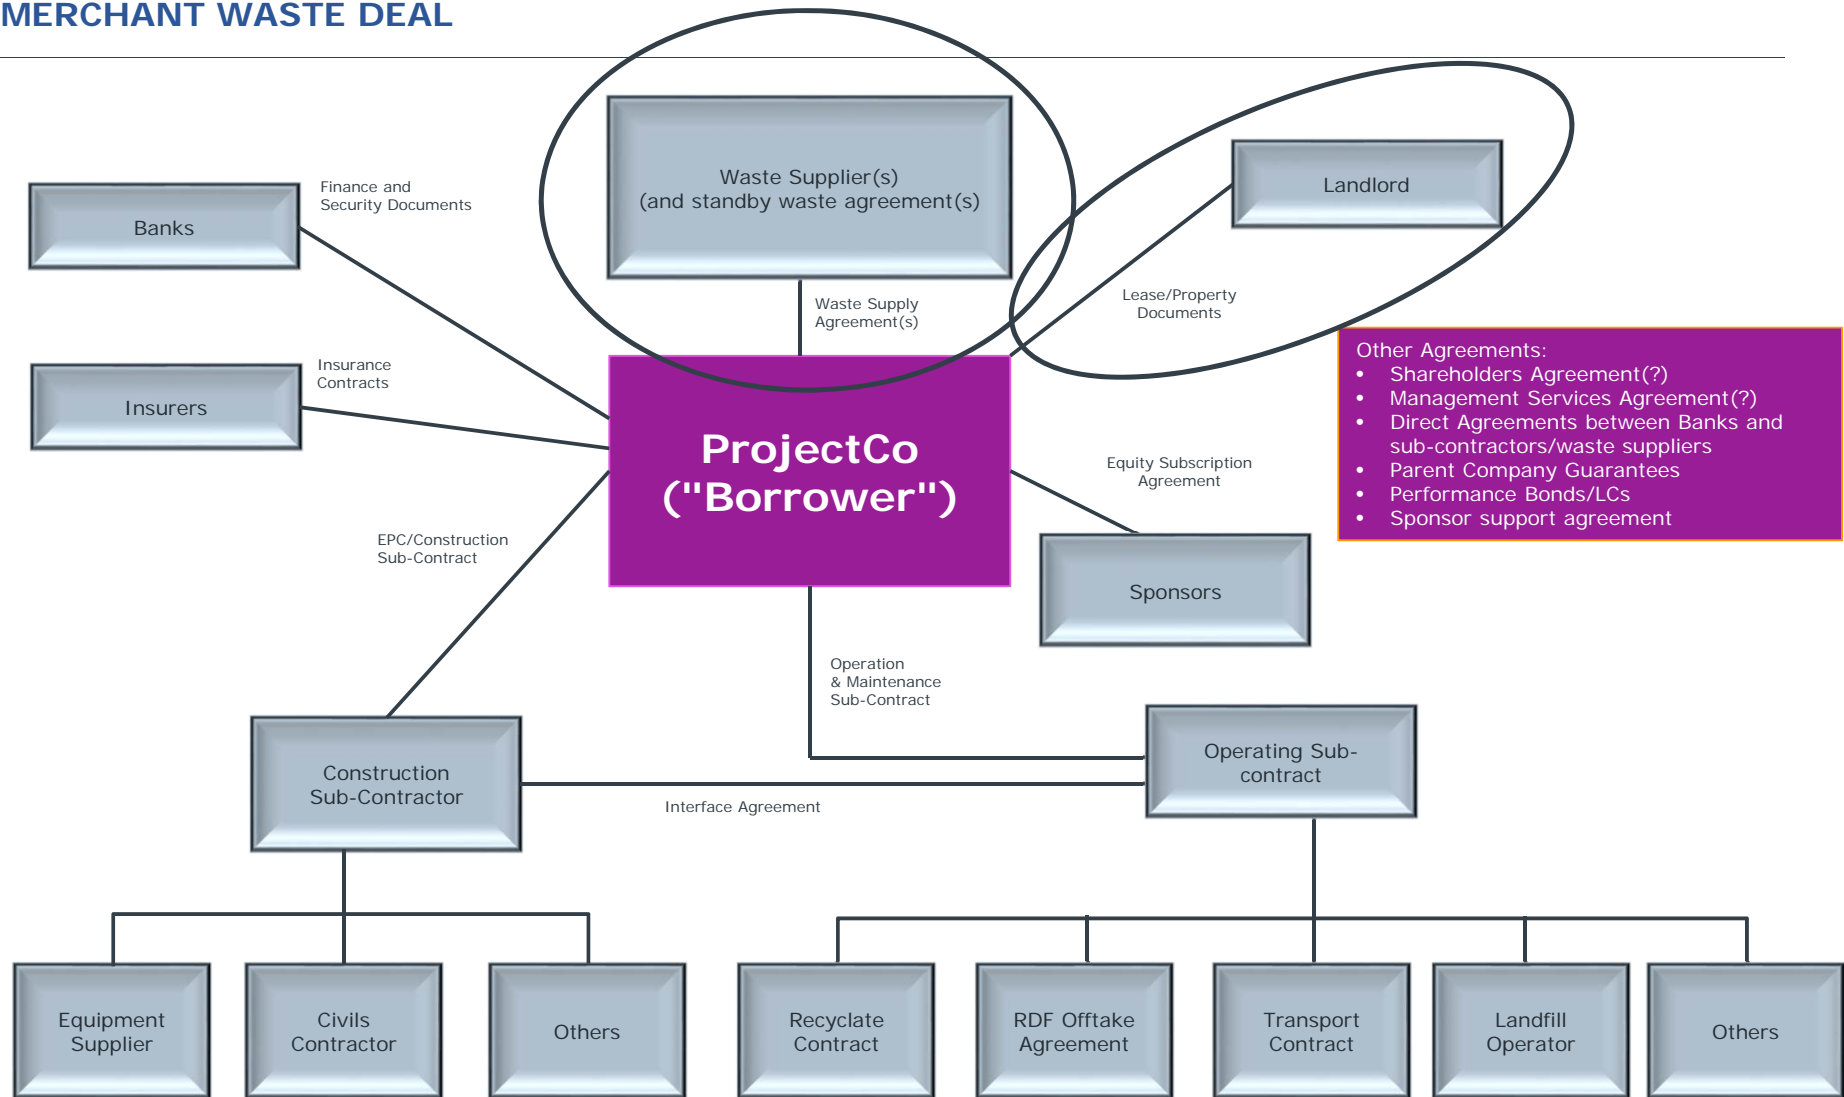 MERCHANT WASTE DEAL
Waste Supplier(s)
(and standby waste agreement(s)
Landlord
Finance and
Security Documents
Banks
Waste Supply
Agreement(s)
Lease/Property
Documents
Insurance
Contracts
Insurers
Other Agreements:
• Shareholders Agreement(?)
• Management Services Agreement(?)
• Direct Agreements between Banks and
sub-contractors/waste suppliers
• Parent Company Guarantees
• Performance Bonds/LCs
• Sponsor support agreement
ProjectCo
("Borrower")
Equity Subscription
Agreement
EPC/Construction
Sub-Contract
Sponsors
Operation
& Maintenance
Sub-Contract
Construction
Sub-Contractor
Operating Sub-
contract
Interface Agreement
Equipment
Supplier
Civils
Contractor
Others
Recyclate
Contract
RDF Offtake
Agreement
Transport
Contract
Landfill
Operator
Others